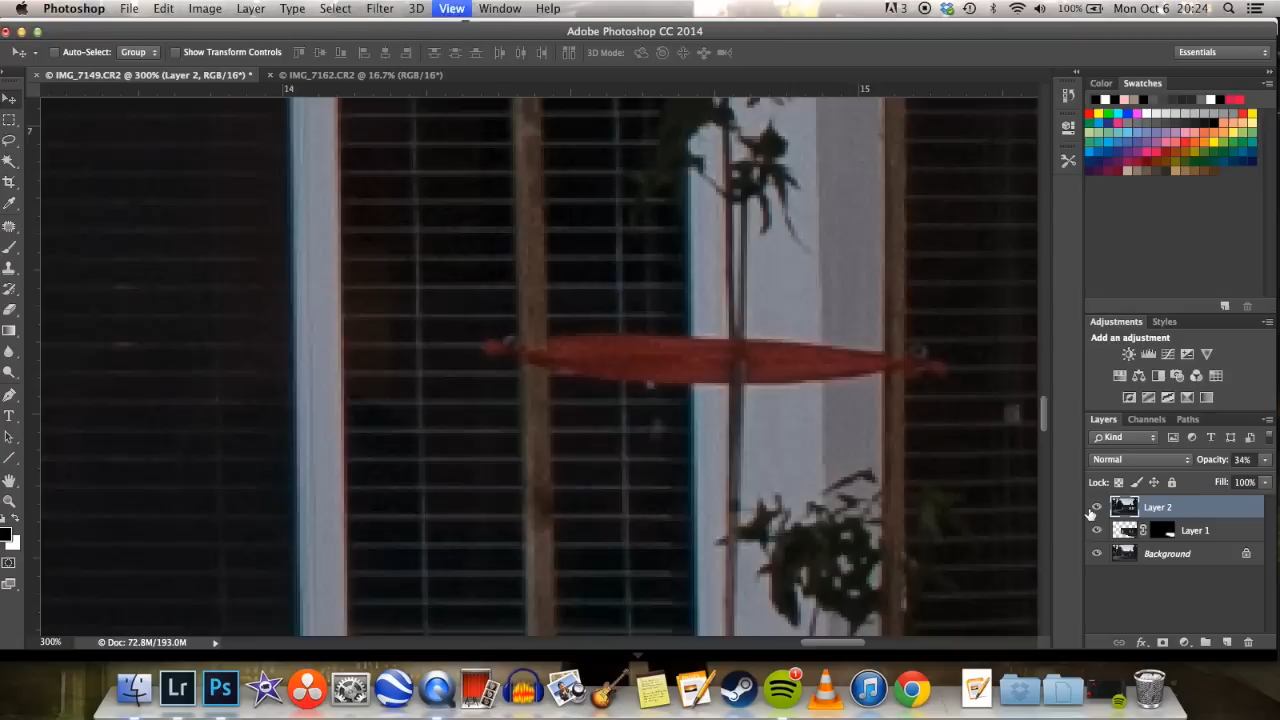 Photoshop File Edit Image Layer Type Select Filter 3D View Window Help 3 100% Mon Oct 6 20:24
Adobe Photoshop CC 2014
Auto-Select: Group Show Transform Controls 3D Mode: Essentials
× © IMG_7149.CR2 @ 300% (Layer 2, RGB/16*) * × © IMG_7162.CR2 @ 16.7% (RGB/16*)
14 15
7
Color Swatches
Adjustments Styles
Add an adjustment
Layers Channels Paths
Kind
Normal Opacity: 34%
Lock: Fill: 100%
Layer 2
Layer 1
Background
300% © Doc: 72.8M/193.0M
Lr Ps 1